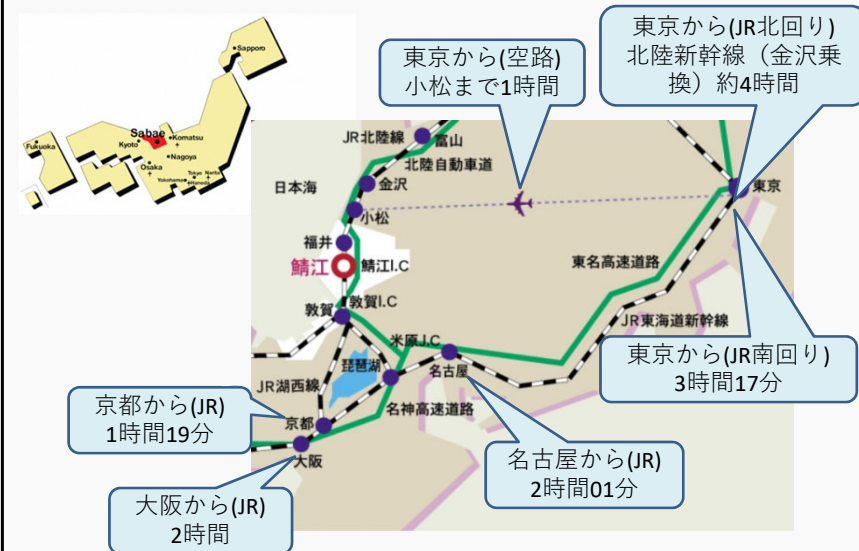 東京から(空路)
小松まで1時間
東京から(JR北回り)
北陸新幹線（金沢乗
換）約4時間
Sapporo
Sabae
Kyoto
Komatsu
Fukuoka
Nagoya
Osaka
Tokyo
Narita
Yokohama
Haneda
JR北陸線
富山
北陸自動車道
日本海
金沢
小松
東京
福井
鯖江
鯖江I.C
東名高速道路
敦賀I.C
敦賀
米原J.C
JR東海道新幹線
琵琶湖
名古屋
JR湖西線
名神高速道路
京都
大阪
東京から(JR南回り)
3時間17分
京都から(JR)
1時間19分
名古屋から(JR)
2時間01分
大阪から(JR)
2時間